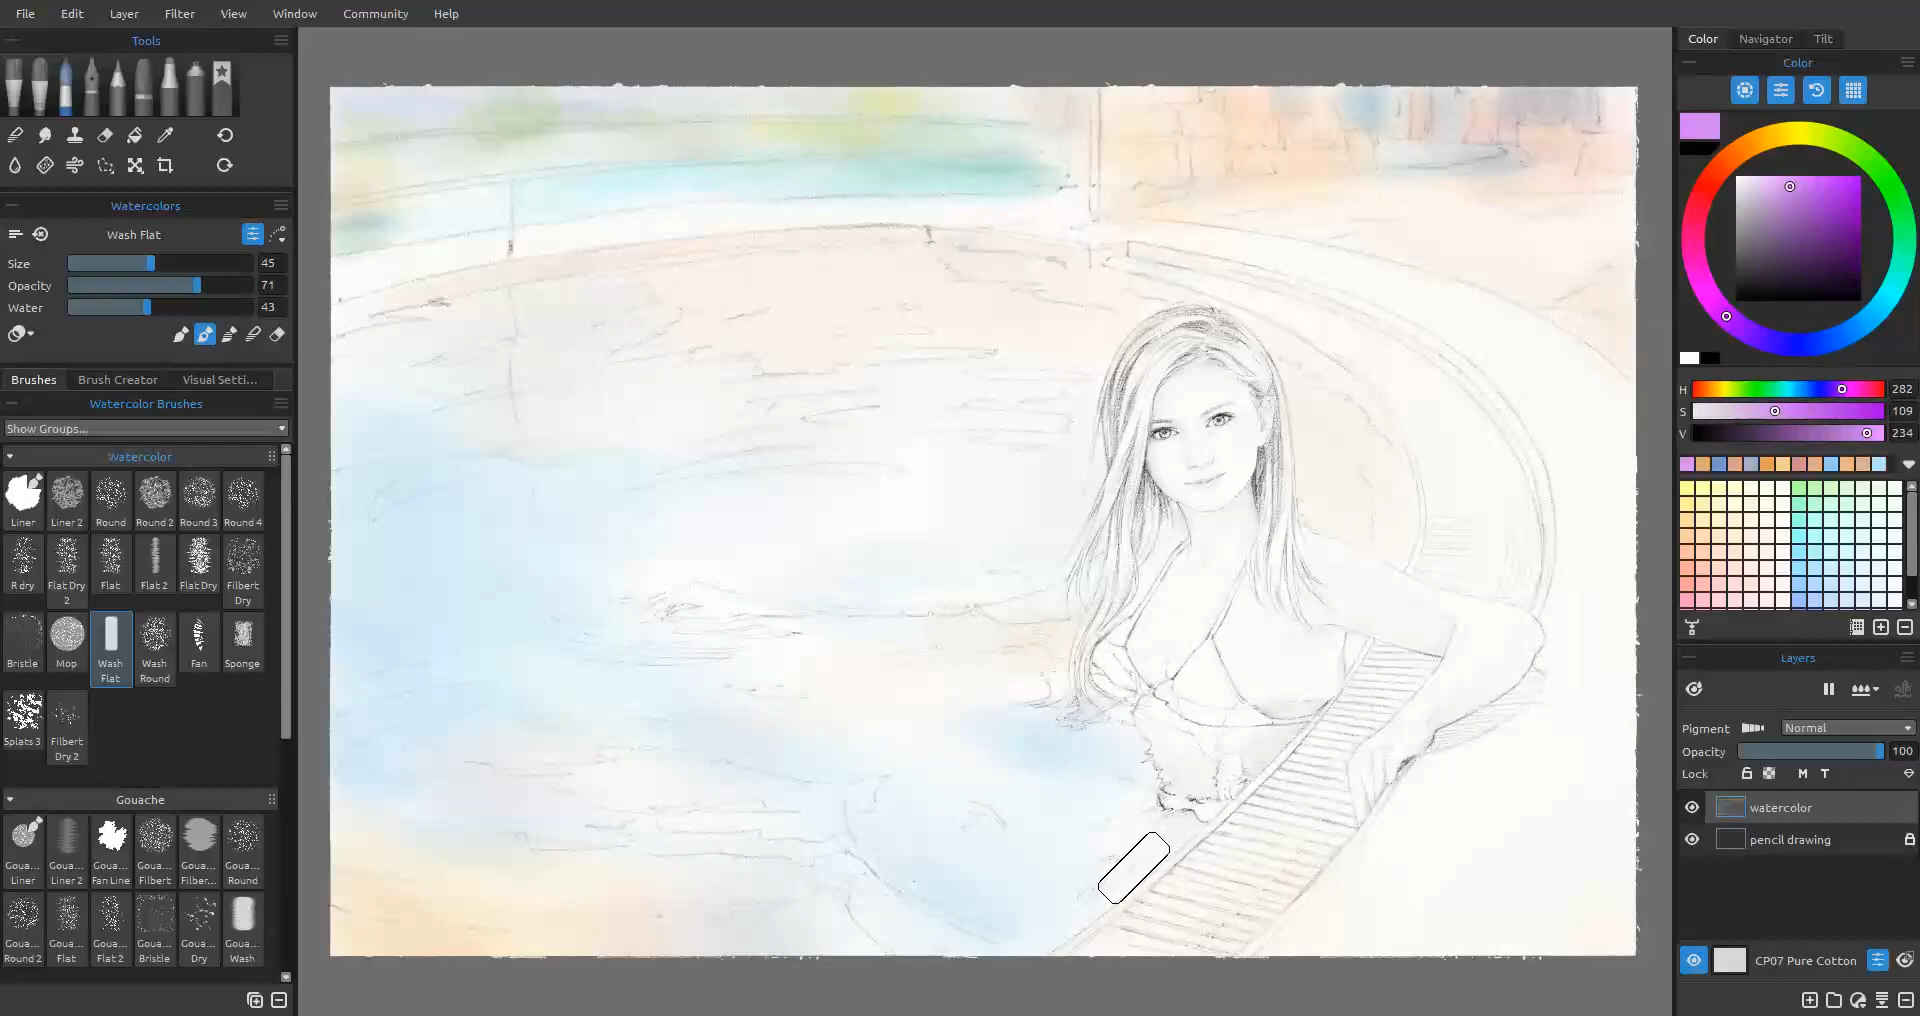 File Edit Layer Filter View Window Community Help
Tools
Watercolors
Wash Flat
Size 45
Opacity 71
Water 43
Brushes Brush Creator Visual Setti...
Watercolor Brushes
Show Groups...
Watercolor
Liner Liner 2 Round Round 2 Round 3 Round 4
R dry Flat Dry 2 Flat Flat 2 Flat Dry Filbert Dry
Bristle Mop Wash Flat Wash Round Fan Sponge
Splats 3 Filbert Dry 2
Gouache
Goua... Liner Goua... Liner 2 Goua... Fan Line Goua... Filbert Goua... Filber... Goua... Round
Goua... Round 2 Goua... Flat Goua... Flat 2 Goua... Bristle Goua... Dry Goua... Wash
Color Navigator Tilt
Color
H 282
S 109
V 234
Layers
Pigment Normal
Opacity 100
Lock M T
watercolor
pencil drawing
CP07 Pure Cotton